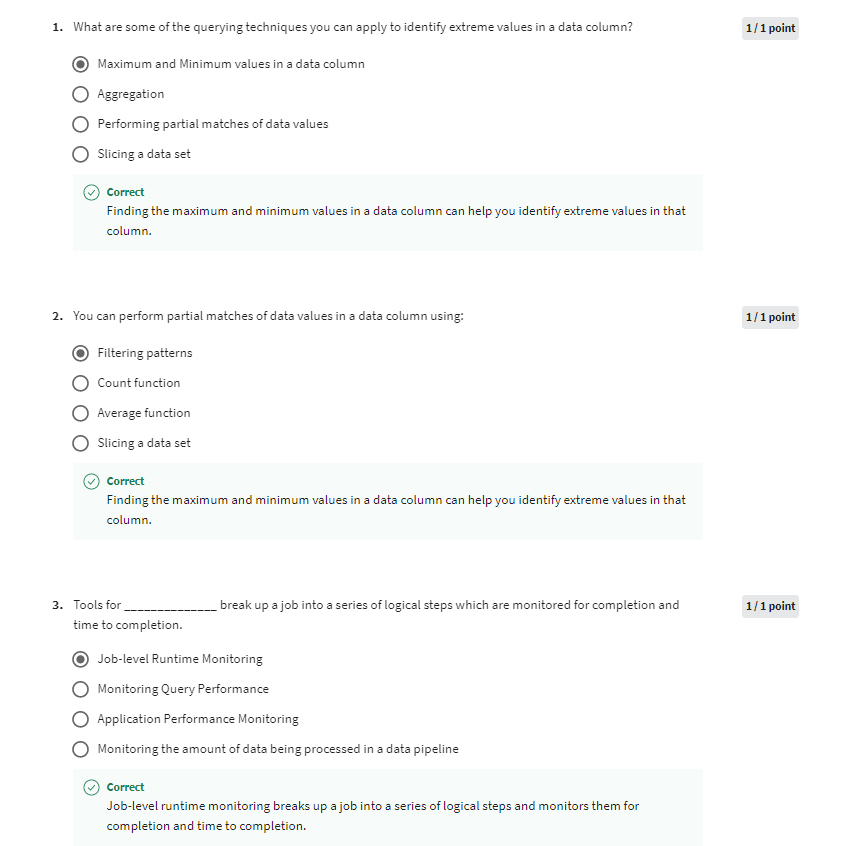 1. What are some of the querying techniques you can apply to identify extreme values in a data column?
1 / 1 point
Maximum and Minimum values in a data column
Aggregation
Performing partial matches of data values
Slicing a data set
Correct
Finding the maximum and minimum values in a data column can help you identify extreme values in that
column.
2. You can perform partial matches of data values in a data column using:
1 / 1 point
Filtering patterns
Count function
Average function
Slicing a data set
Correct
Finding the maximum and minimum values in a data column can help you identify extreme values in that
column.
3. Tools for ______________ break up a job into a series of logical steps which are monitored for completion and
time to completion.
1 / 1 point
Job-level Runtime Monitoring
Monitoring Query Performance
Application Performance Monitoring
Monitoring the amount of data being processed in a data pipeline
Correct
Job-level runtime monitoring breaks up a job into a series of logical steps and monitors them for
completion and time to completion.